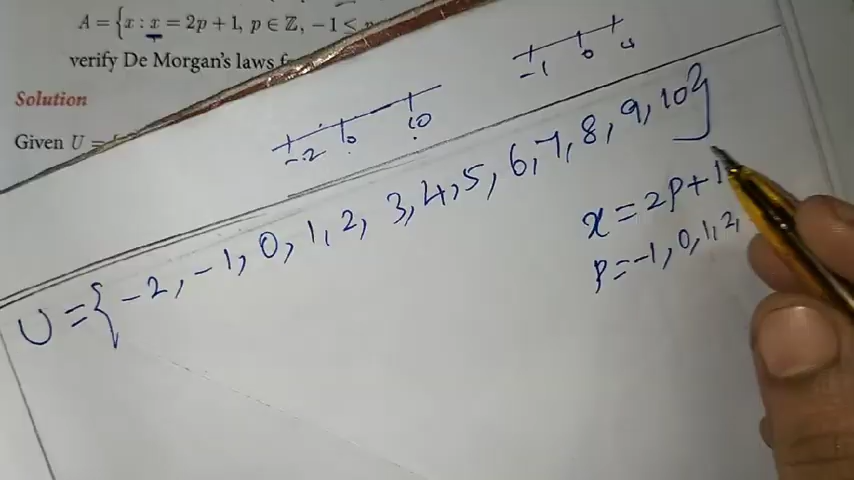 A = {x : x = 2p + 1, p ∈ ℤ, −1 ≤
verify De Morgan's laws
Solution
Given U =
-1 0 4
-2 0 10
U = { -2, -1, 0, 1, 2, 3, 4, 5, 6, 7, 8, 9, 10 }
x = 2p + 1
P = -1, 0, 1, 2,